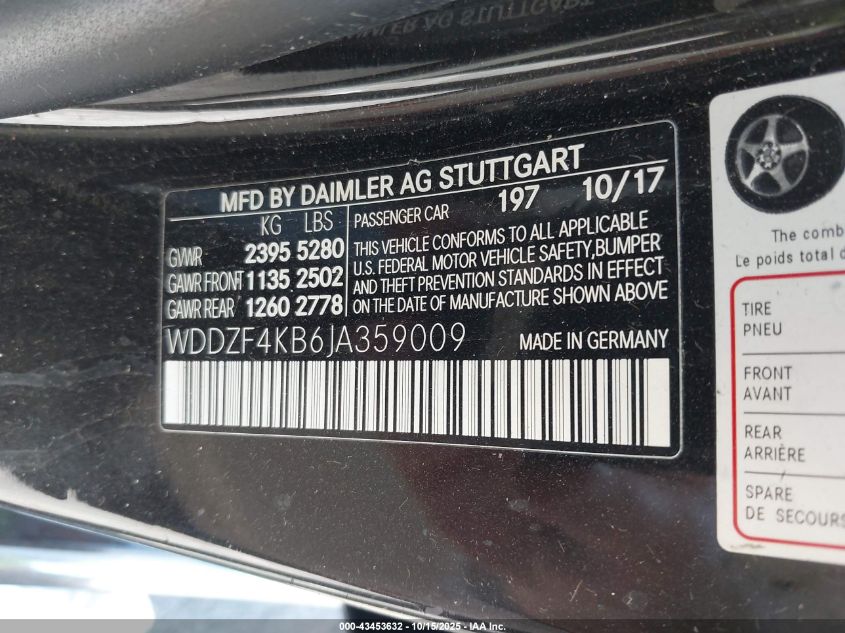 MFD BY DAIMLER AG STUTTGART
KG LBS
GVWR 2395 5280
GAWR FRONT 1135 2502
GAWR REAR 1260 2778
PASSENGER CAR 197 10/17
THIS VEHICLE CONFORMS TO ALL APPLICABLE
U.S. FEDERAL MOTOR VEHICLE SAFETY,BUMPER
AND THEFT PREVENTION STANDARDS IN EFFECT
ON THE DATE OF MANUFACTURE SHOWN ABOVE
WDDZF4KB6JA359009
MADE IN GERMANY
The comb
Le poids total d
TIRE
PNEU
FRONT
AVANT
REAR
ARRIÈRE
SPARE
DE SECOURS
000-43453632 - 10/15/2025 - IAA Inc.